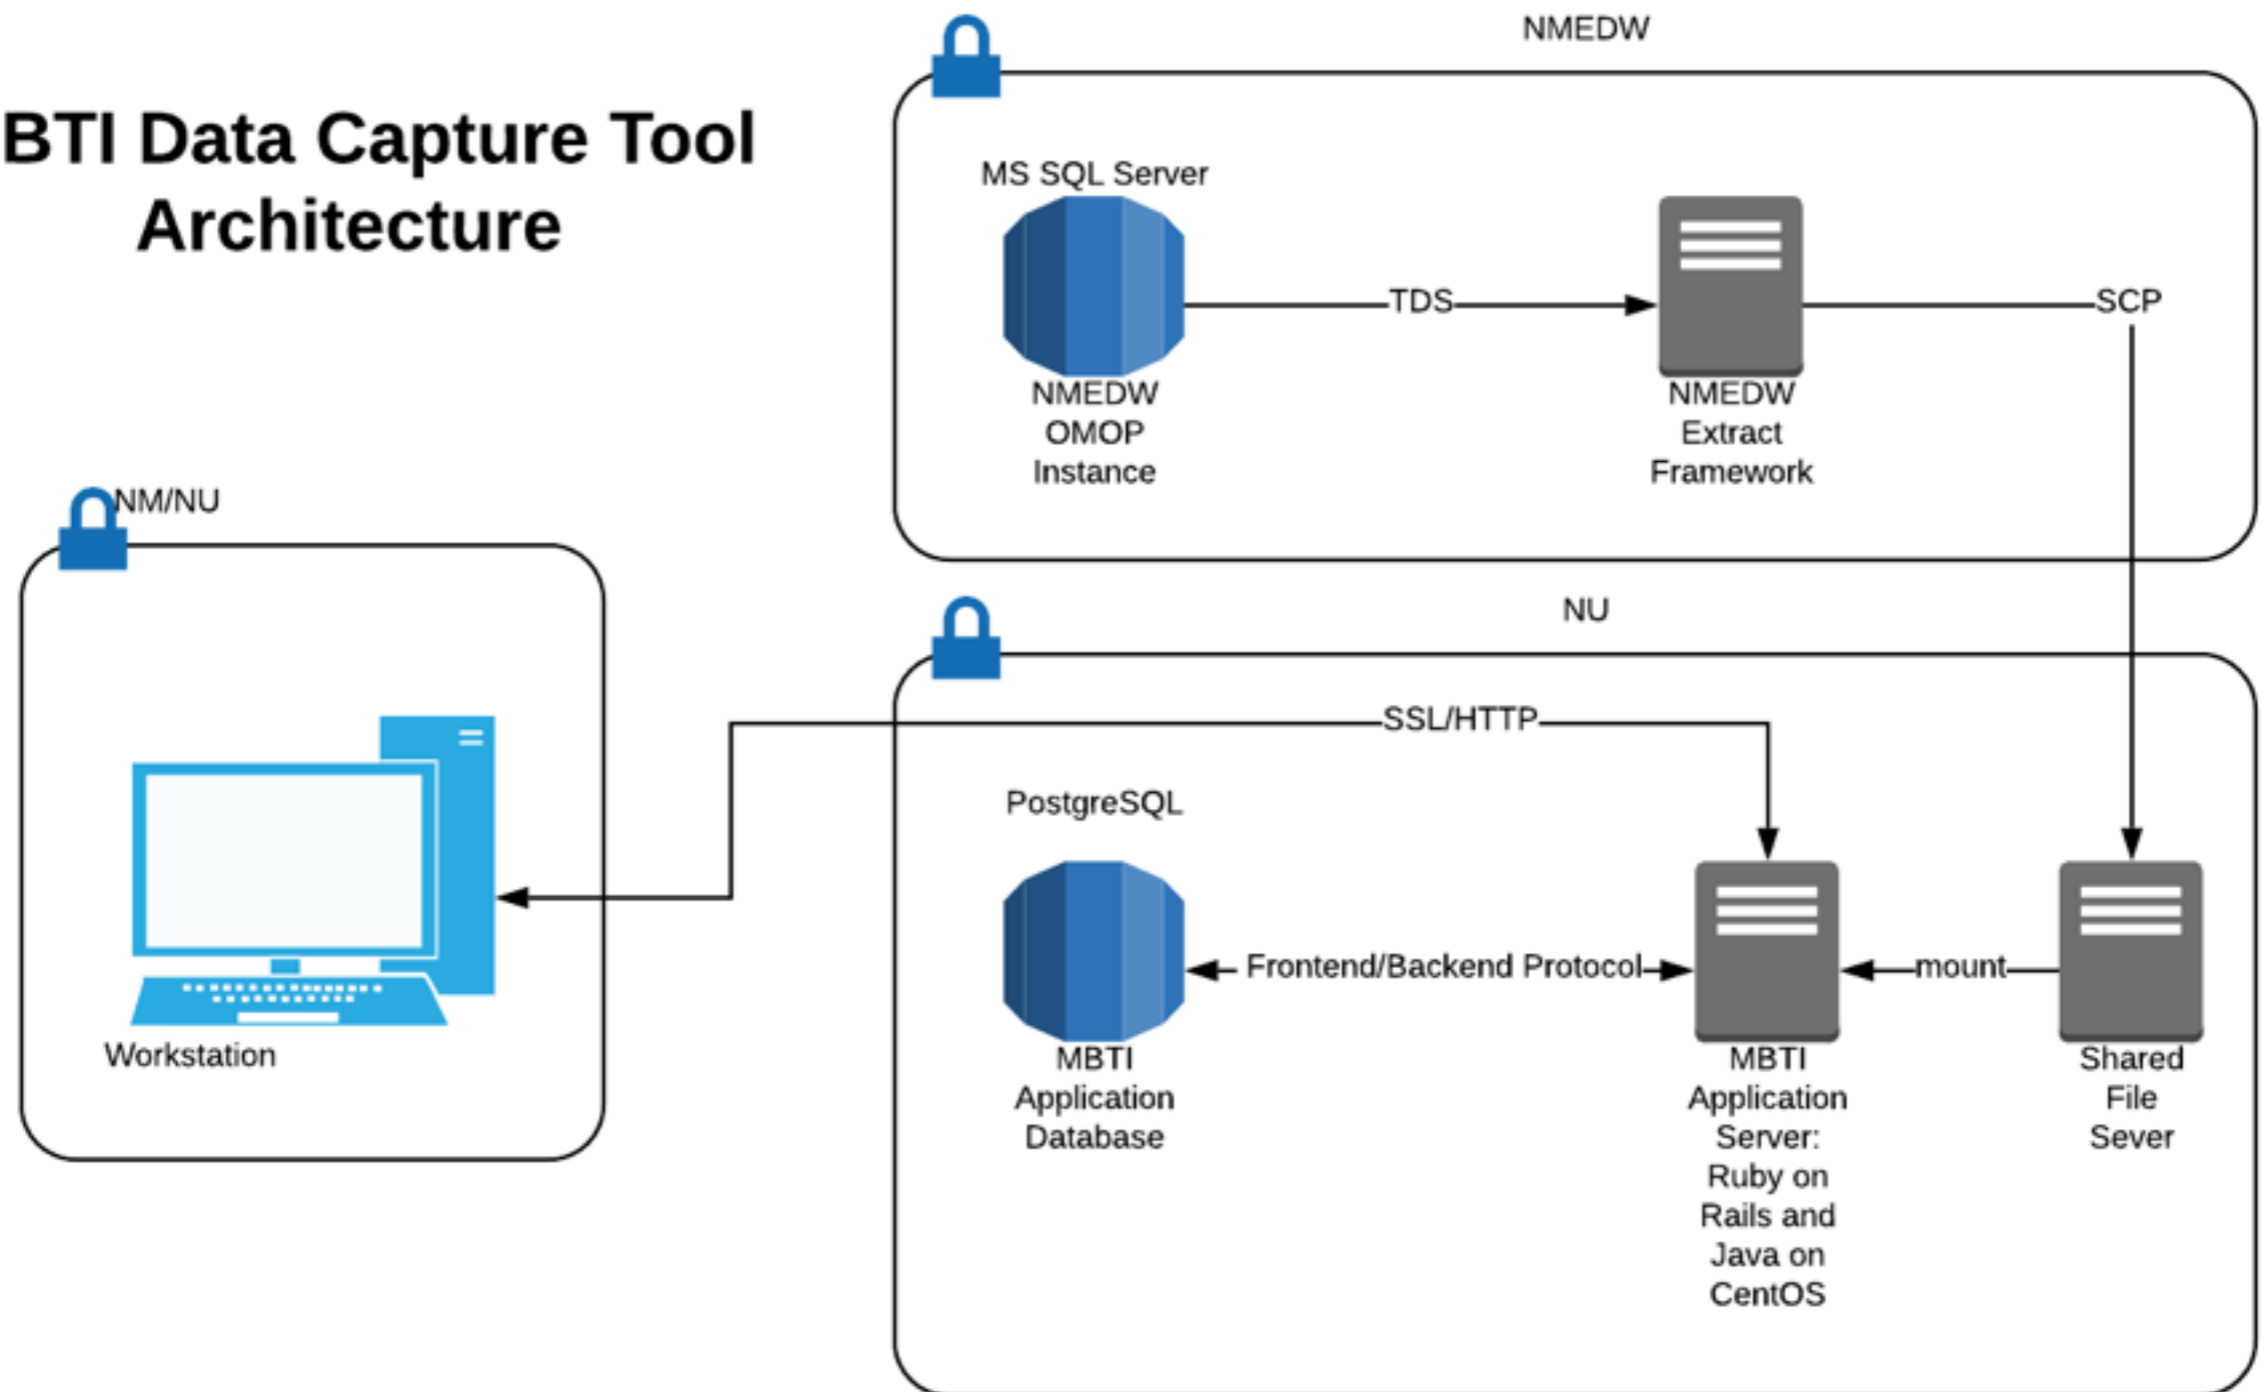 BTI Data Capture Tool
Architecture
NMEDW
MS SQL Server
TDS
SCP
NMEDW
OMOP
Instance
NMEDW
Extract
Framework
NM/NU
Workstation
NU
SSL/HTTP
PostgreSQL
Frontend/Backend Protocol
mount
MBTI
Application
Database
MBTI
Application
Server:
Ruby on
Rails and
Java on
CentOS
Shared
File
Sever